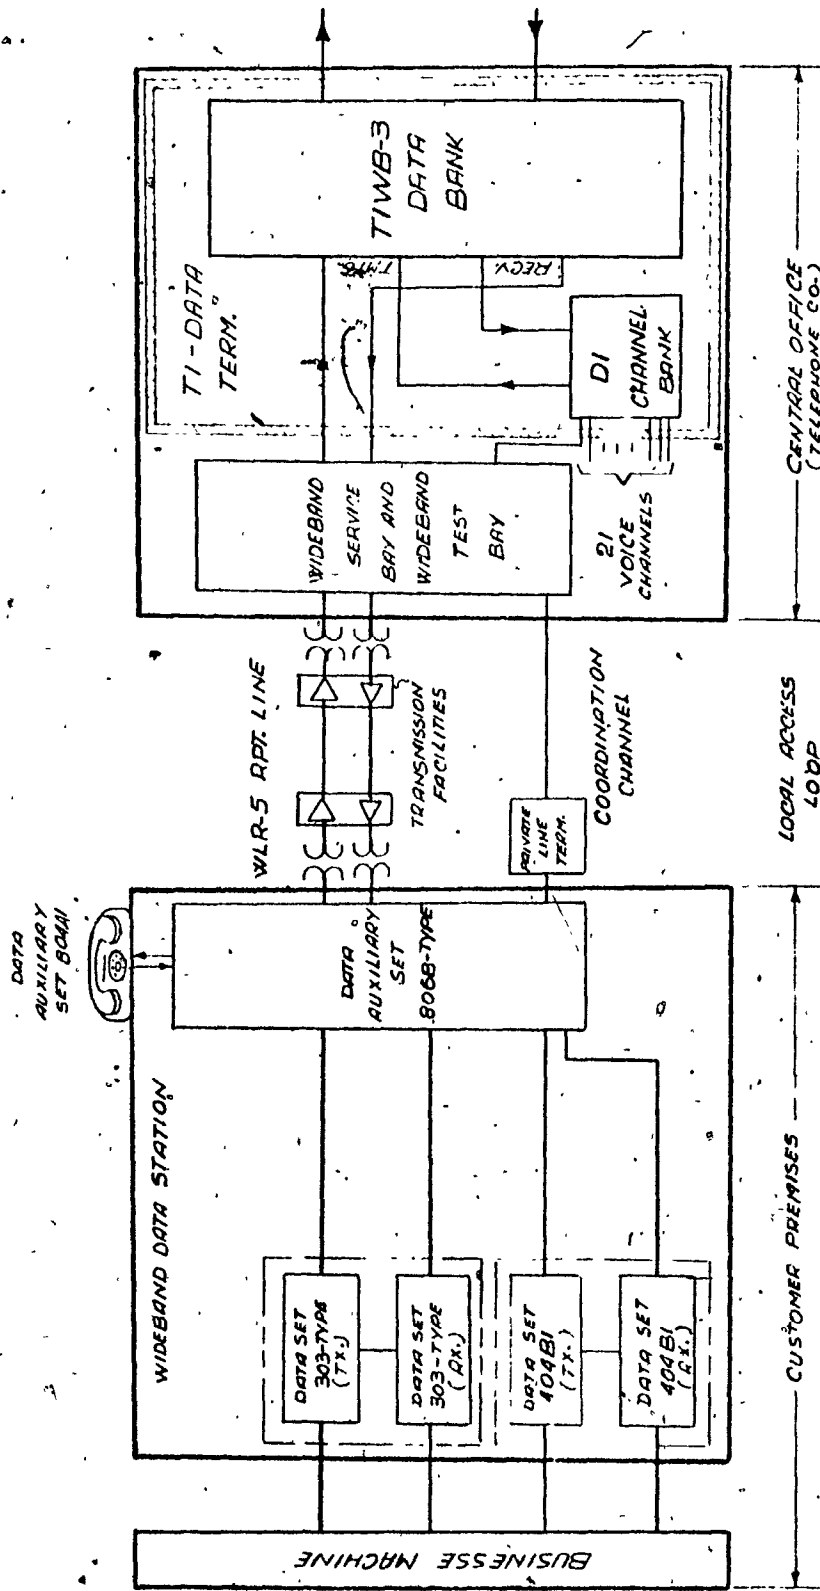 DATA
AUXILIARY
SET 804A1
WIDEBAND DATA STATION
BUSINESSE MACHINE
DATA SET
303-TYPE
(TX.)
DATA SET
303-TYPE
(RX.)
DATA SET
404B1
(TX.)
DATA SET
404B1
(RX.)
DATA
AUXILIARY
SET
806B-TYPE
CUSTOMER PREMISES
WLR-5 RPT. LINE
TRANSMISSION
FACILITIES
PRIVATE
LINE
TERM.
COORDINATION
CHANNEL
LOCAL ACCESS
LOOP
WIDEBAND
SERVICE
BAY AND
WIDEBAND
TEST
BAY
21
VOICE
CHANNELS
T1-DATA
TERM."
T.MTG.
RECV.
D1
CHANNEL
BANK
T1WB-3
DATA
BANK
CENTRAL OFFICE
(TELEPHONE CO.)